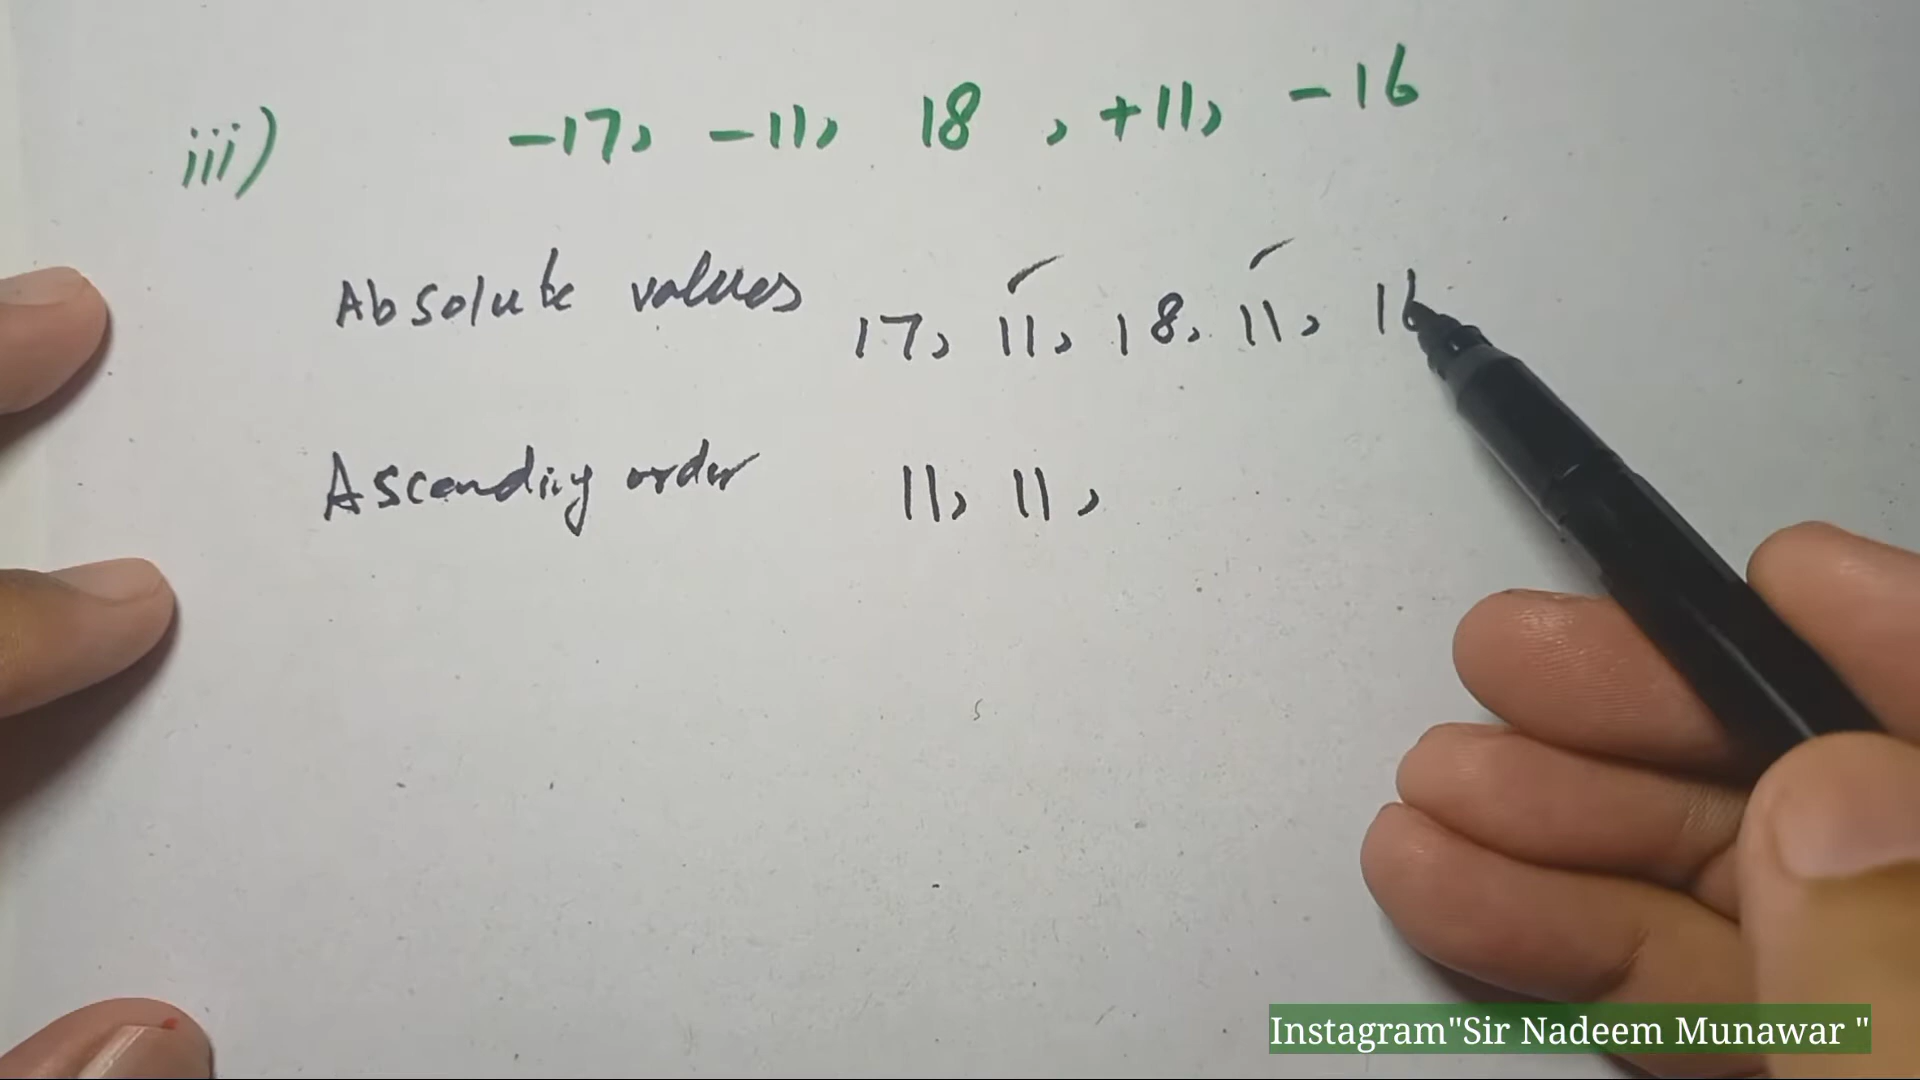 iii) -17, -11, 18 , +11, -16
Absolute values 17, 11, 18, 11, 16
Ascending order 11, 11,
Instagram"Sir Nadeem Munawar "